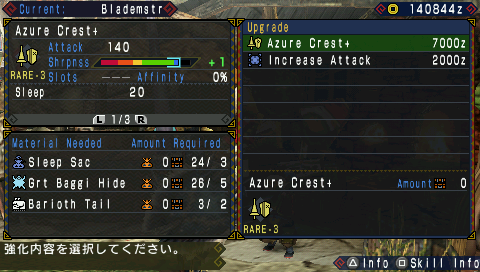 Current: Blademstr
140844z
Azure Crest+
Attack 140
Shrpnss +1
RARE-3
Slots --- Affinity 0%
Sleep 20
L 1/3 R
Upgrade
Azure Crest+ 7000z
Increase Attack 2000z
Material Needed Amount Required
Sleep Sac 0 24/ 3
Grt Baggi Hide 0 26/ 5
Barioth Tail 0 3/ 2
Azure Crest+ Amount 0
RARE-3
強化内容を選択してください。
Info Skill Info